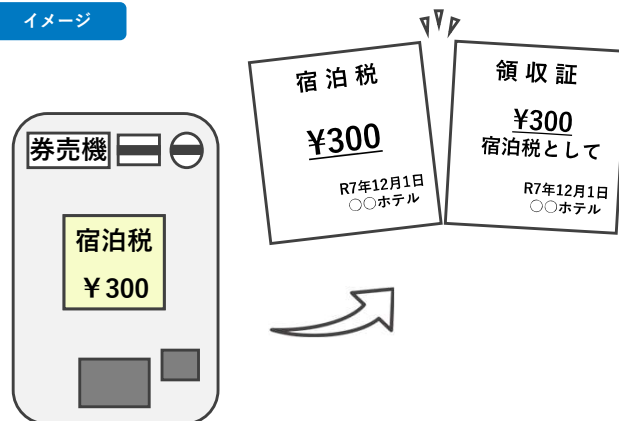 イメージ
券売機
宿泊税
￥300
宿泊税
¥300
R7年12月1日
○○ホテル
領収証
¥300
宿泊税として
R7年12月1日
○○ホテル